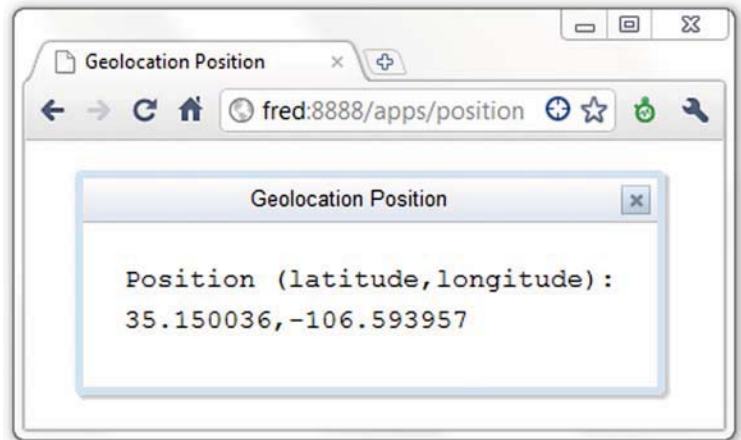 Geolocation Position
fred:8888/apps/position
Geolocation Position
Position (latitude,longitude):
35.150036,-106.593957